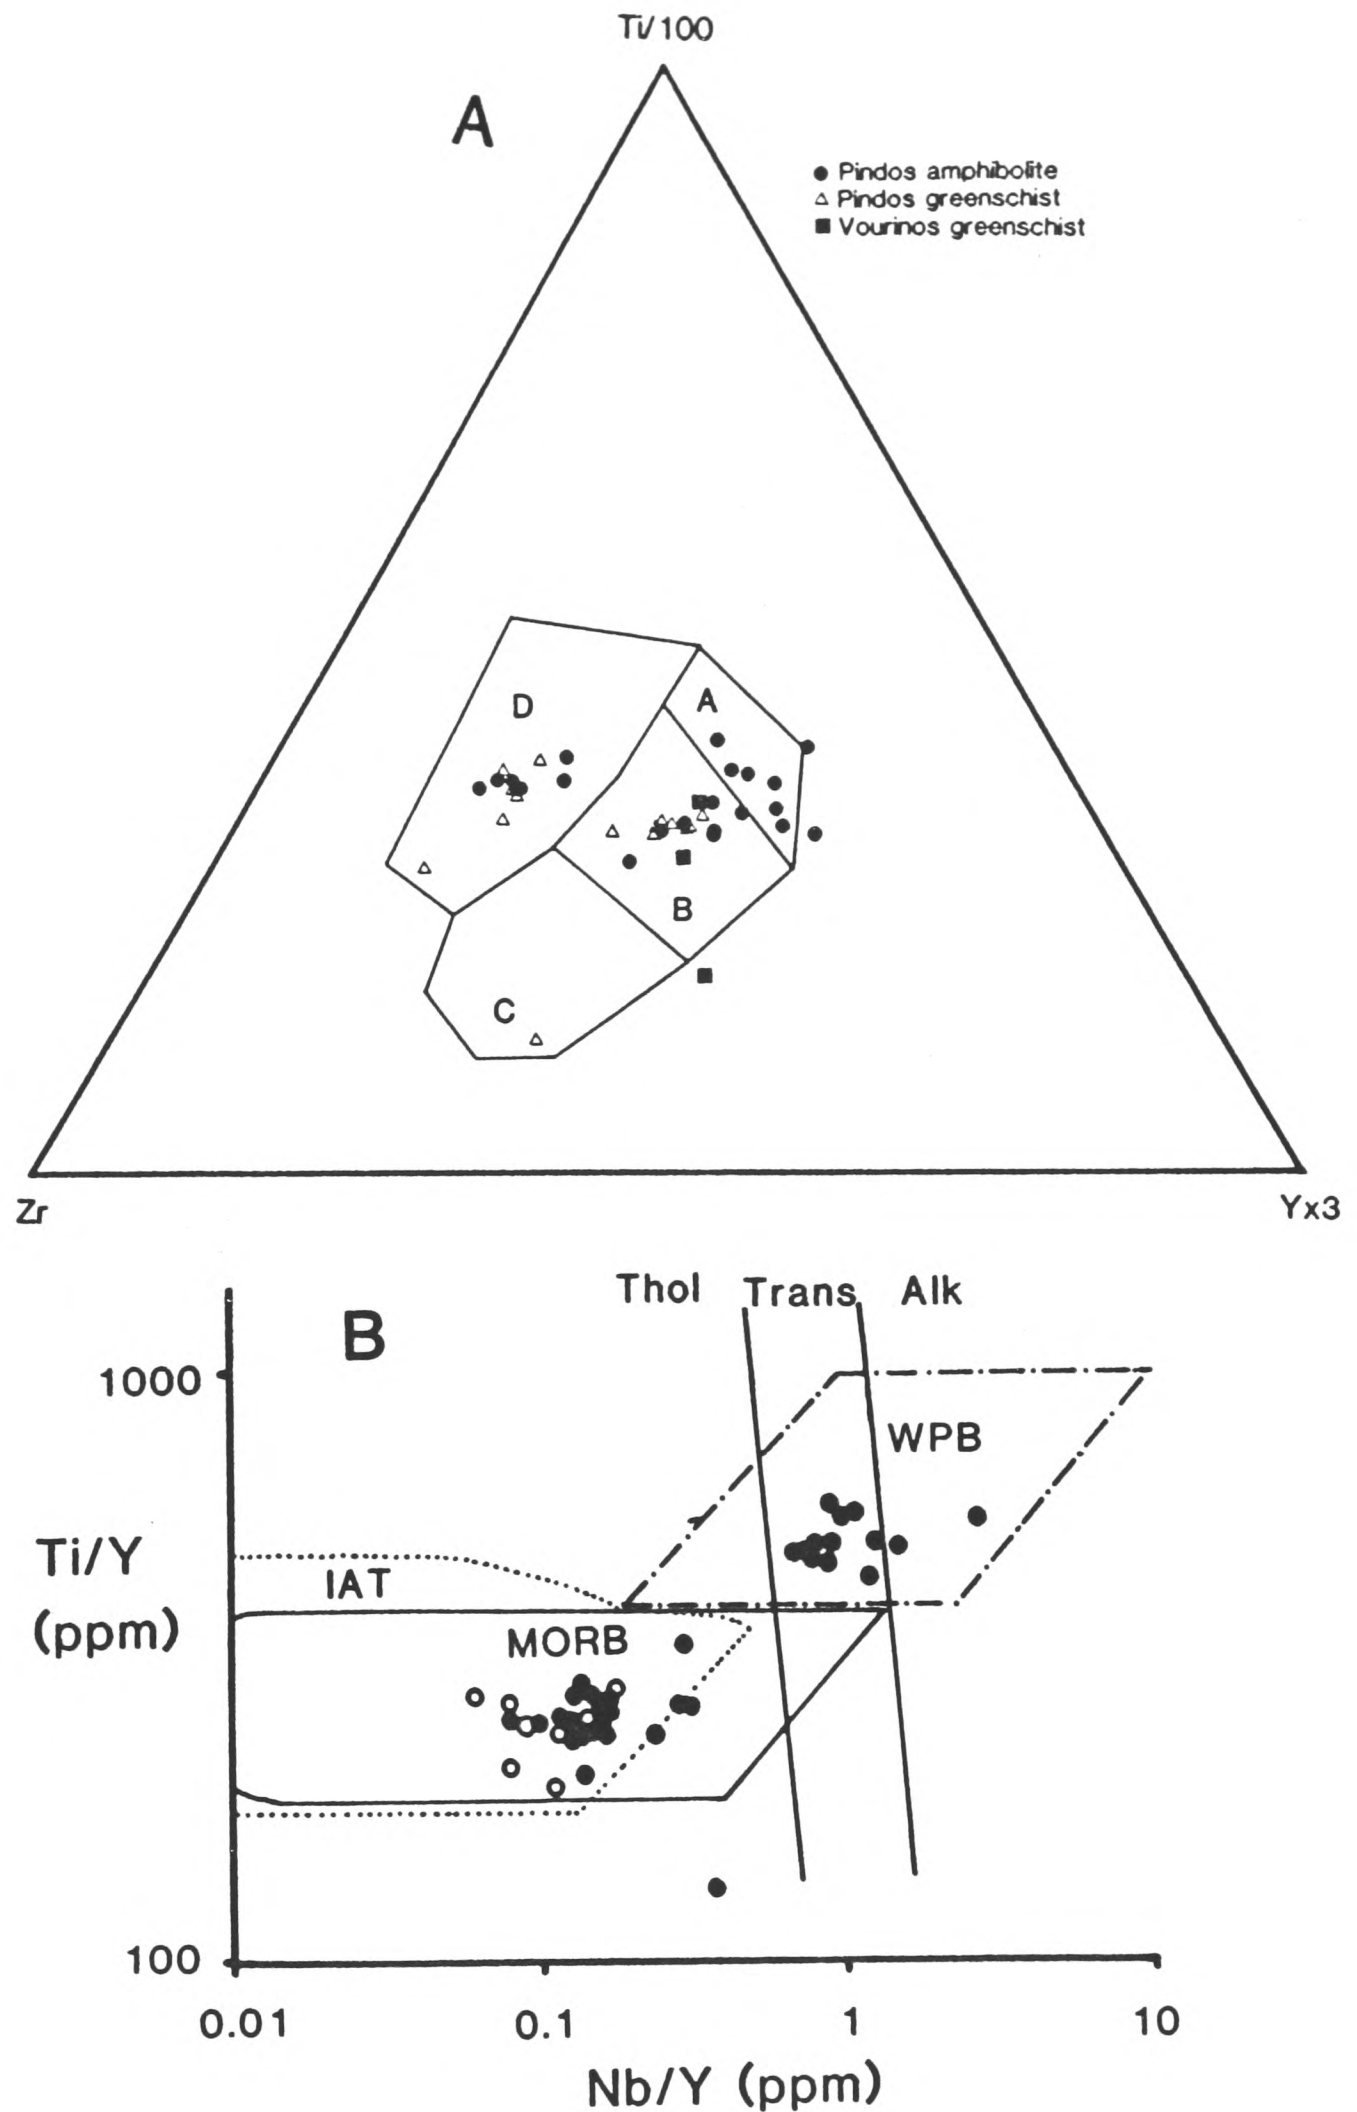 Ti/100
A
● Pindos amphibolite
△ Pindos greenschist
■ Vourinos greenschist
D
A
B
C
Zr
Yx3
Thol Trans Alk
B
1000
WPB
Ti/Y
(ppm)
IAT
MORB
100
0.01 0.1 1 10
Nb/Y (ppm)